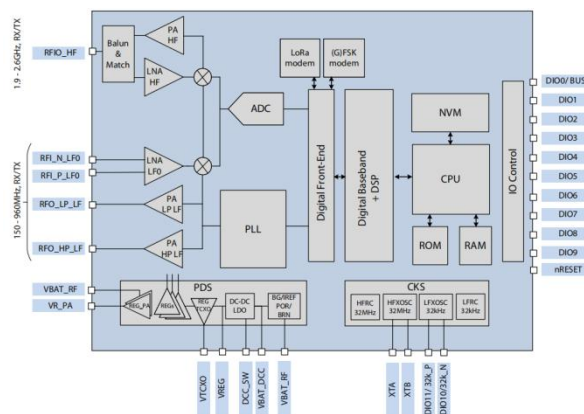 1.9 - 2.6GHz, RX/TX
RFIO_HF
Balun &
Match
PA
HF
LNA
HF
LoRa
modem
(G)FSK
modem
ADC
150 - 960MHz, RX/TX
RFI_N_LF0
RFI_P_LF0
RFO_LP_LF
RFO_HP_LF
LNA
LF0
PA
LP LF
PA
HP LF
PLL
Digital Front-End
Digital Baseband
+ DSP
NVM
CPU
ROM
RAM
IO Control
DIO0/ BUSY
DIO1
DIO2
DIO3
DIO4
DIO5
DIO6
DIO7
DIO8
DIO9
nRESET
VBAT_RF
VR_PA
PDS
REG_PA
REGs
REG
TCXO
DC-DC
LDO
BG/IREF
POR/
BRN
CKS
HFRC
32MHz
HFXOSC
32MHz
LFXOSC
32kHz
LFRC
32kHz
VTCXO
VREG
DCC_SW
VBAT_DCC
VBAT_RF
XTA
XTB
DIO11/ 32k_P
DIO10/32k_N